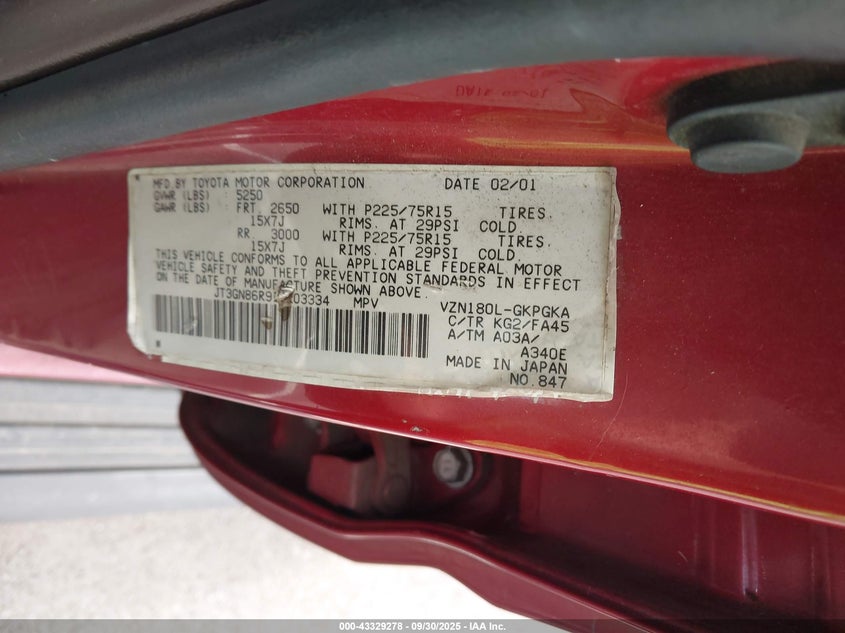 MFD.BY TOYOTA MOTOR CORPORATION DATE 02/01
GVWR (LBS) 5250
GAWR (LBS) FRT 2650 WITH P225/75R15 TIRES.
15X7J RIMS. AT 29PSI COLD
RR. 3000 WITH P225/75R15 TIRES.
15X7J RIMS. AT 29PSI COLD.
THIS VEHICLE CONFORMS TO ALL APPLICABLE FEDERAL MOTOR
VEHICLE SAFETY AND THEFT PREVENTION STANDARDS IN EFFECT
ON THE DATE OF MANUFACTURE SHOWN ABOVE.
MPV VZN180L-GKPGKA
C/TR KG2/FA45
A/TM A03A/
A340E
MADE IN JAPAN
NO.847
000-43329278 - 09/30/2025 - IAA Inc.